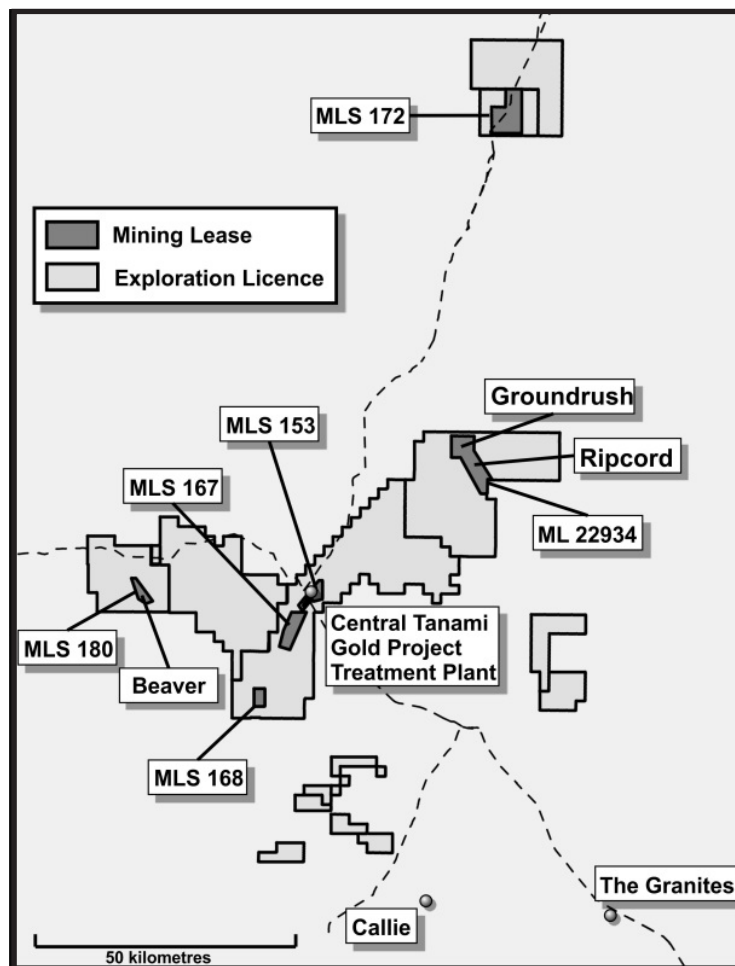 MLS 172
Mining Lease
Exploration Licence
Groundrush
MLS 153
Ripcord
MLS 167
ML 22934
Central Tanami
Gold Project
Treatment Plant
MLS 180
Beaver
MLS 168
The Granites
Callie
50 kilometres